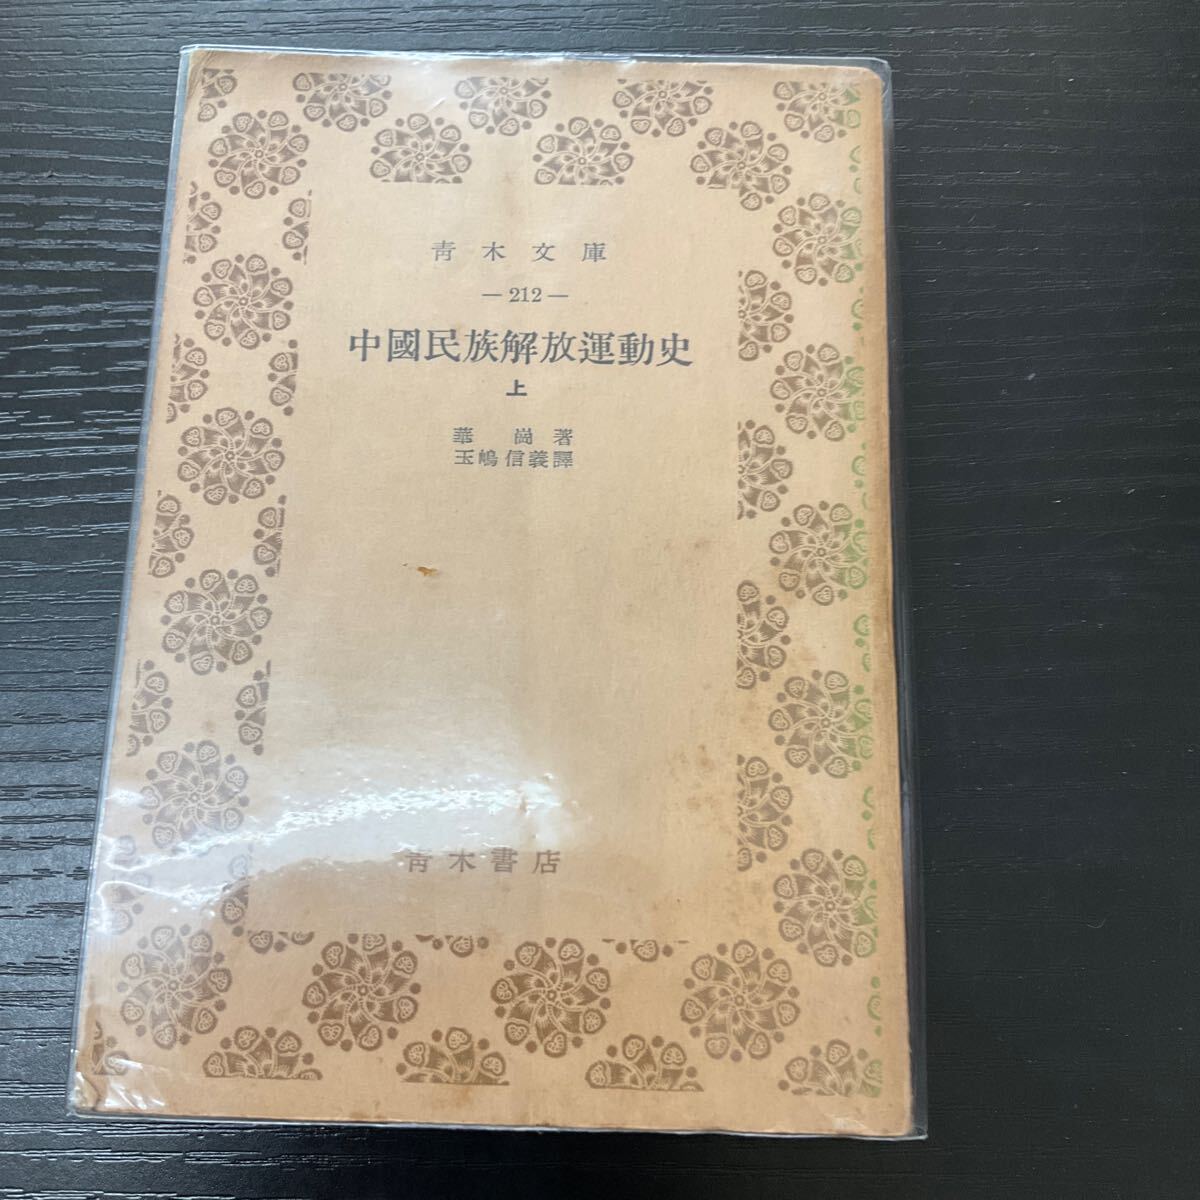 青木文庫
—212—
中國民族解放運動史
上
華崗著
玉嶋信義譯
青木書店